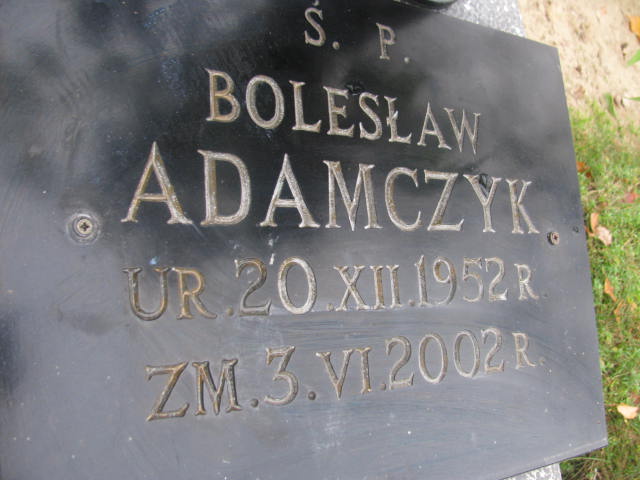 Ś. P.
BOLESŁAW
ADAMCZYK
UR. 20. XII. 1952 R.
ZM. 3. VI. 2002 R.